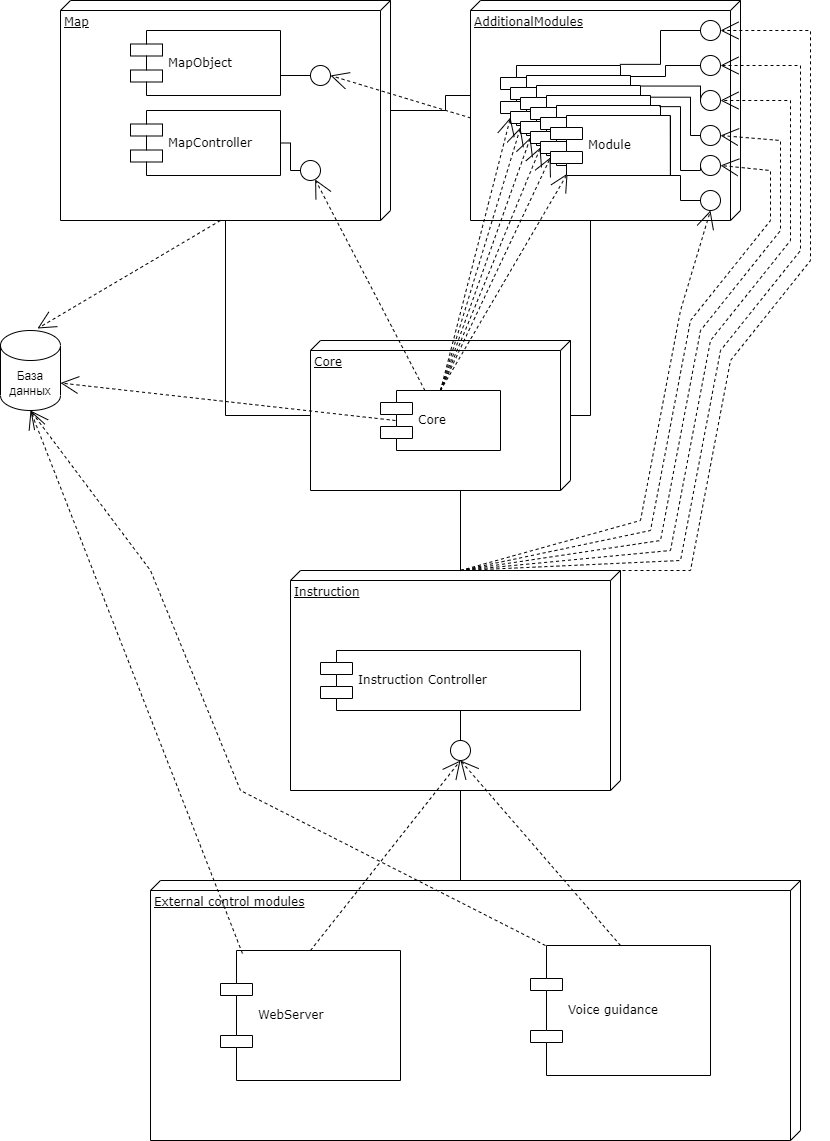 Map
AdditionalModules
MapObject
MapController
Module
Core
База
данных
Core
Instruction
Instruction Controller
External control modules
WebServer
Voice guidance